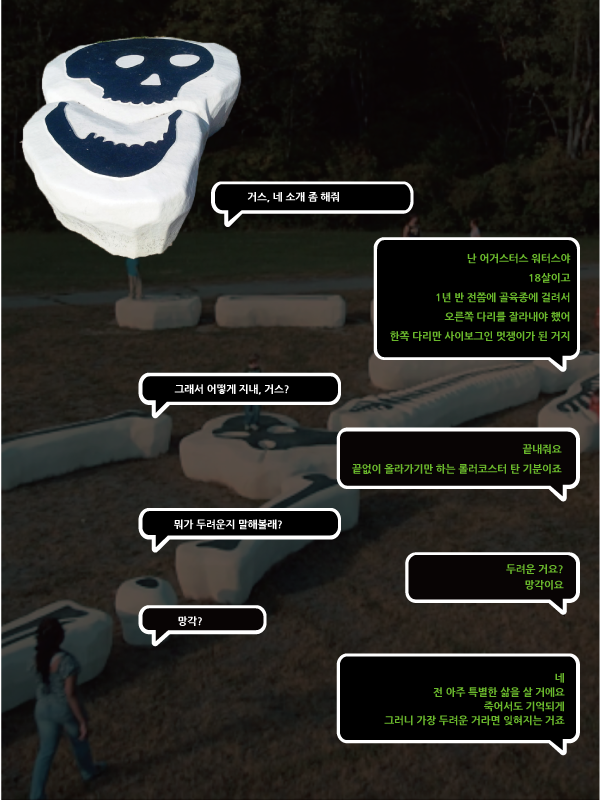 거스, 네 소개 좀 해줘
난 어거스터스 워터스야
18살이고
1년 반 전쯤에 골육종에 걸려서
오른쪽 다리를 잘라내야 했어
한쪽 다리만 사이보그인 멋쟁이가 된 거지
그래서 어떻게 지내, 거스?
끝내줘요
끝없이 올라가기만 하는 롤러코스터 탄 기분이죠
뭐가 두려운지 말해볼래?
두려운 거요?
망각이요
망각?
네
전 아주 특별한 삶을 살 거에요
죽어서도 기억되게
그러니 가장 두려운 거라면 잊혀지는 거죠